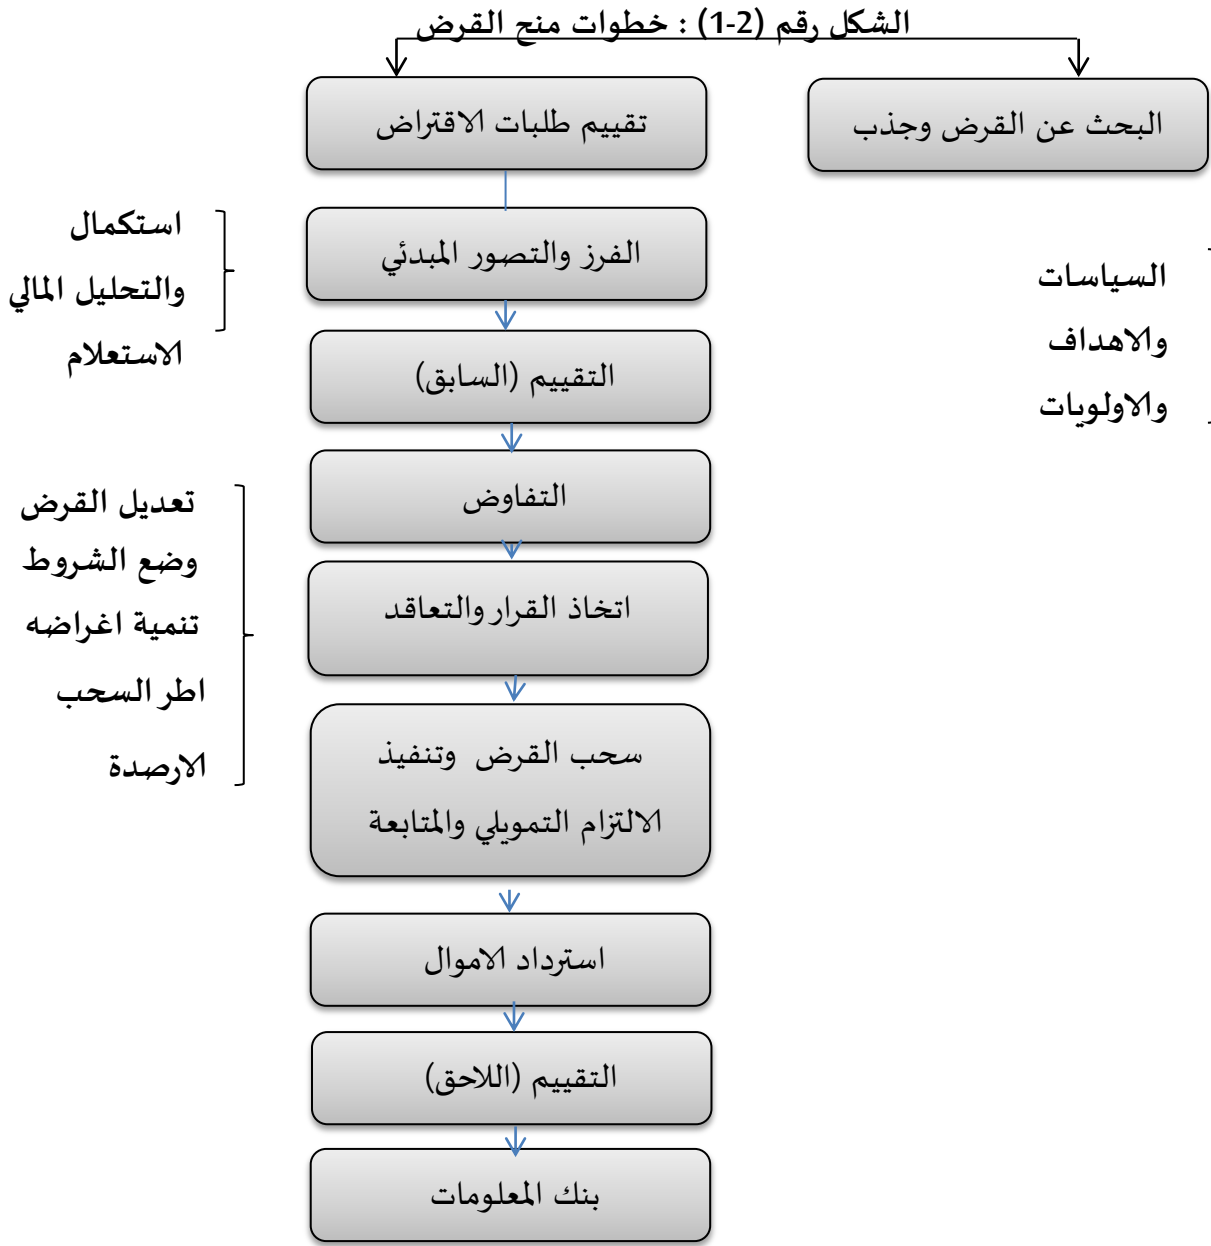 الشكل رقم (2-1) : خطوات منح القرض
البحث عن القرض وجذب
السياسات
والاهداف
والاولويات
تقييم طلبات الاقتراض
الفرز والتصور المبدئي
التقييم (السابق)
التفاوض
اتخاذ القرار والتعاقد
سحب القرض وتنفيذ
الالتزام التمويلي والمتابعة
استرداد الاموال
التقييم (اللاحق)
بنك المعلومات
استكمال
والتحليل المالي
الاستعلام
تعديل القرض
وضع الشروط
تنمية اغراضه
اطر السحب
الارصدة